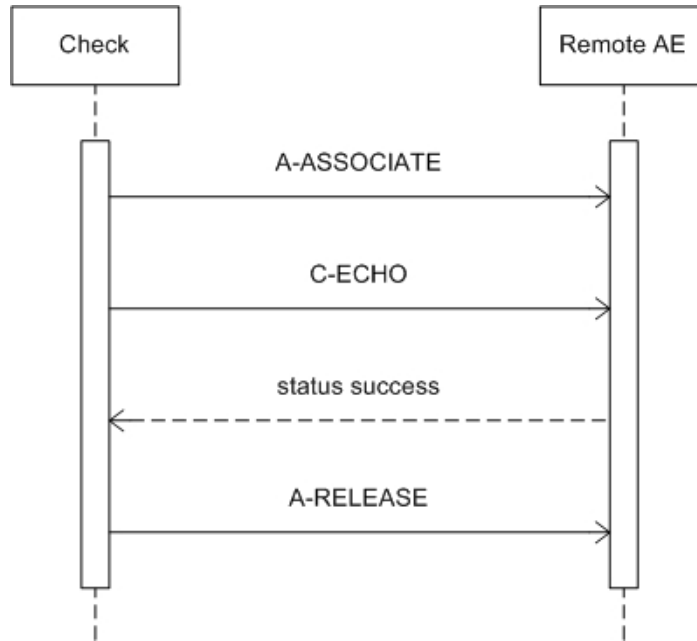 Check
Remote AE
A-ASSOCIATE
C-ECHO
status success
A-RELEASE